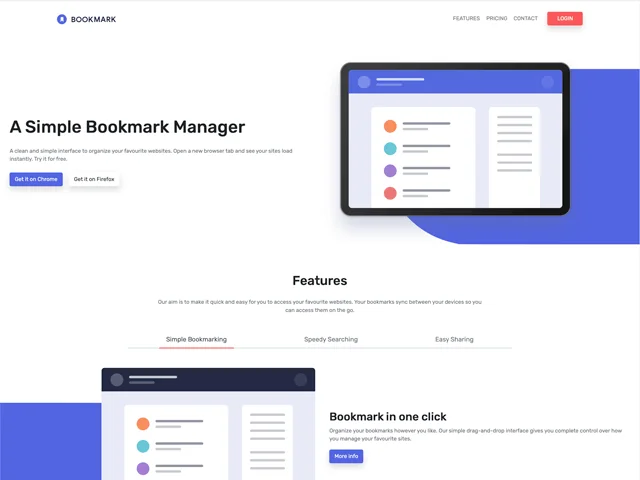 BOOKMARK
FEATURES PRICING CONTACT LOGIN
A Simple Bookmark Manager
A clean and simple interface to organize your favourite websites. Open a new browser tab and see your sites load
instantly. Try it for free.
Get It on Chrome Get It on Firefox
Features
Our aim is to make it quick and easy for you to access your favourite websites. Your bookmarks sync between your devices so you
can access them on the go.
Simple Bookmarking Speedy Searching Easy Sharing
Bookmark in one click
Organize your bookmarks however you like. Our simple drag-and-drop interface gives you complete control over how
you manage your favourite sites.
More Info